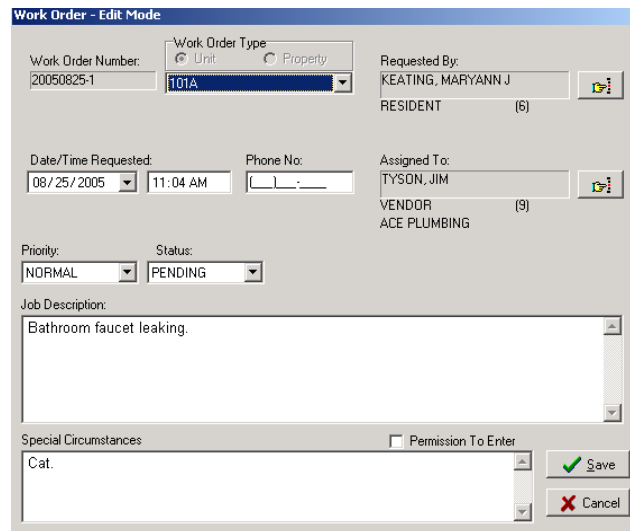 Work Order - Edit Mode
Work Order Number:
20050825-1
Work Order Type
Unit
Property
101A
Requested By:
KEATING, MARYANN J
RESIDENT (6)
Date/Time Requested:
08/25/2005
11:04 AM
Phone No:
(___)___-____
Assigned To:
TYSON, JIM
VENDOR (9)
ACE PLUMBING
Priority:
NORMAL
Status:
PENDING
Job Description:
Bathroom faucet leaking.
Special Circumstances
Permission To Enter
Cat.
Save
Cancel